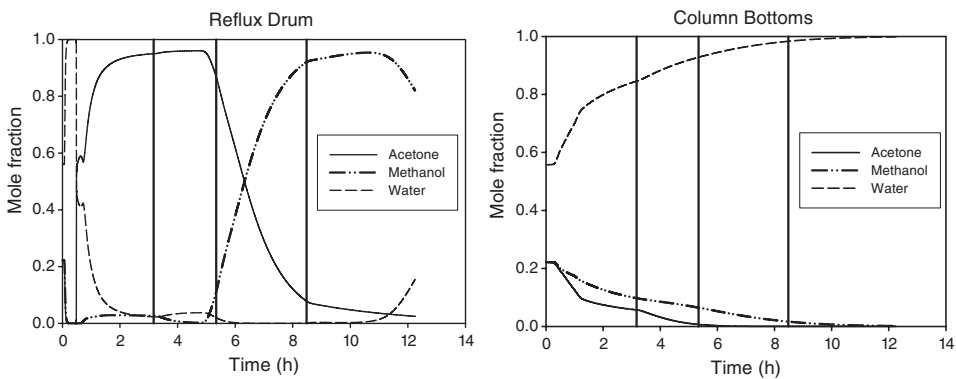 Reflux Drum
1.0
0.8
0.6
0.4
0.2
0.0
Mole fraction
Acetone
Methanol
Water
0 2 4 6 8 10 12 14
Time (h)
Column Bottoms
1.0
0.8
0.6
0.4
0.2
0.0
Mole fraction
Acetone
Methanol
Water
0 2 4 6 8 10 12 14
Time (h)